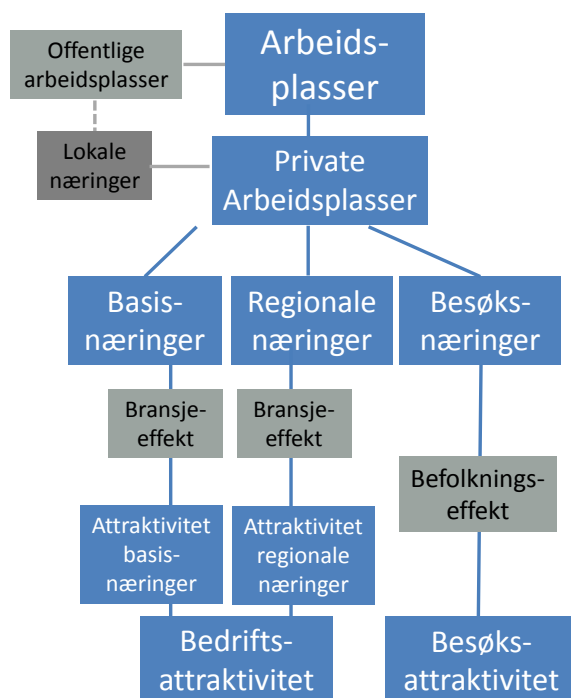 Offentlige
arbeidsplasser
Arbeids-
plasser
Lokale
næringer
Private
Arbeidsplasser
Basis-
næringer
Regionale
næringer
Besøks-
næringer
Bransje-
effekt
Bransje-
effekt
Befolknings-
effekt
Attraktivitet
basis-
næringer
Attraktivitet
regionale
næringer
Bedrifts-
attraktivitet
Besøks-
attraktivitet